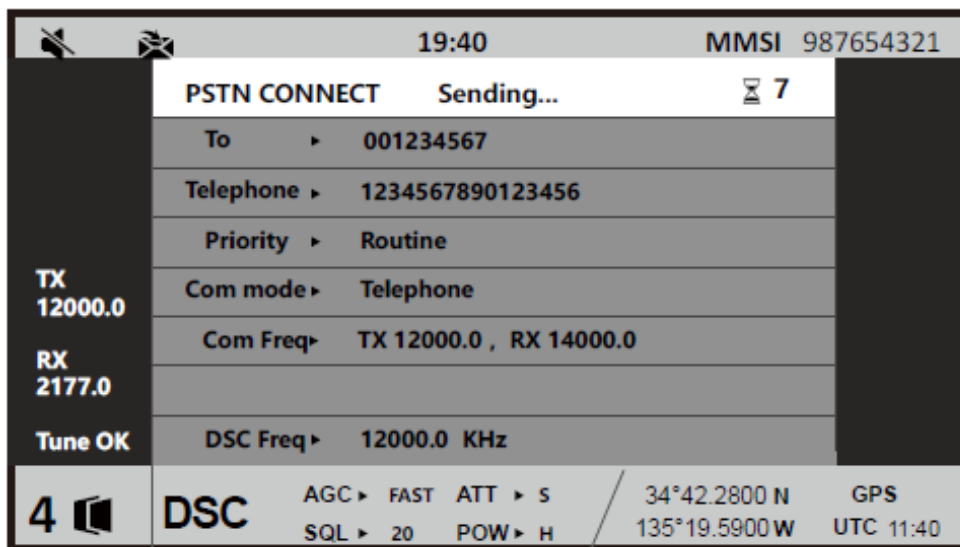 19:40 MMSI 987654321
PSTN CONNECT Sending... 7
To ▸ 001234567
Telephone ▸ 1234567890123456
Priority ▸ Routine
Com mode ▸ Telephone
Com Freq▸ TX 12000.0 , RX 14000.0
DSC Freq ▸ 12000.0 KHz
TX
12000.0
RX
2177.0
Tune OK
4 DSC
AGC ▸ FAST ATT ▸ S
SQL ▸ 20 POW ▸ H
34°42.2800 N
135°19.5900 W
GPS
UTC 11:40